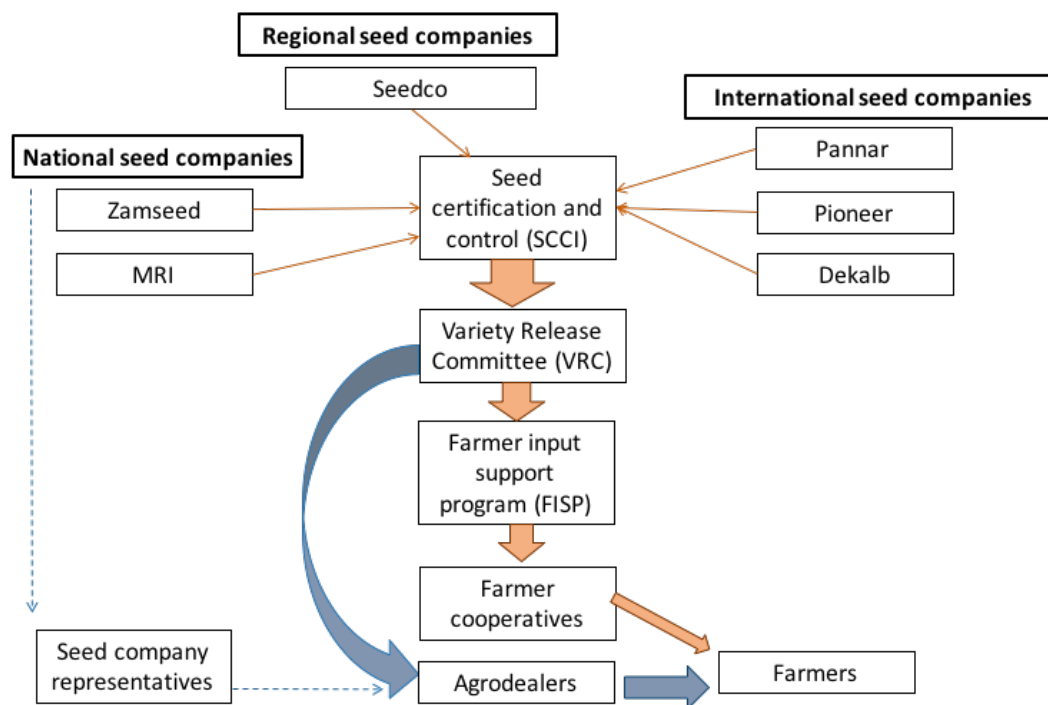 Regional seed companies
Seedco
International seed companies
National seed companies
Pannar
Seed
certification and
control (SCCI)
Zamseed
Pioneer
MRI
Dekalb
Variety Release
Committee (VRC)
Farmer input
support
program (FISP)
Farmer
cooperatives
Seed company
representatives
Agrodealers
Farmers